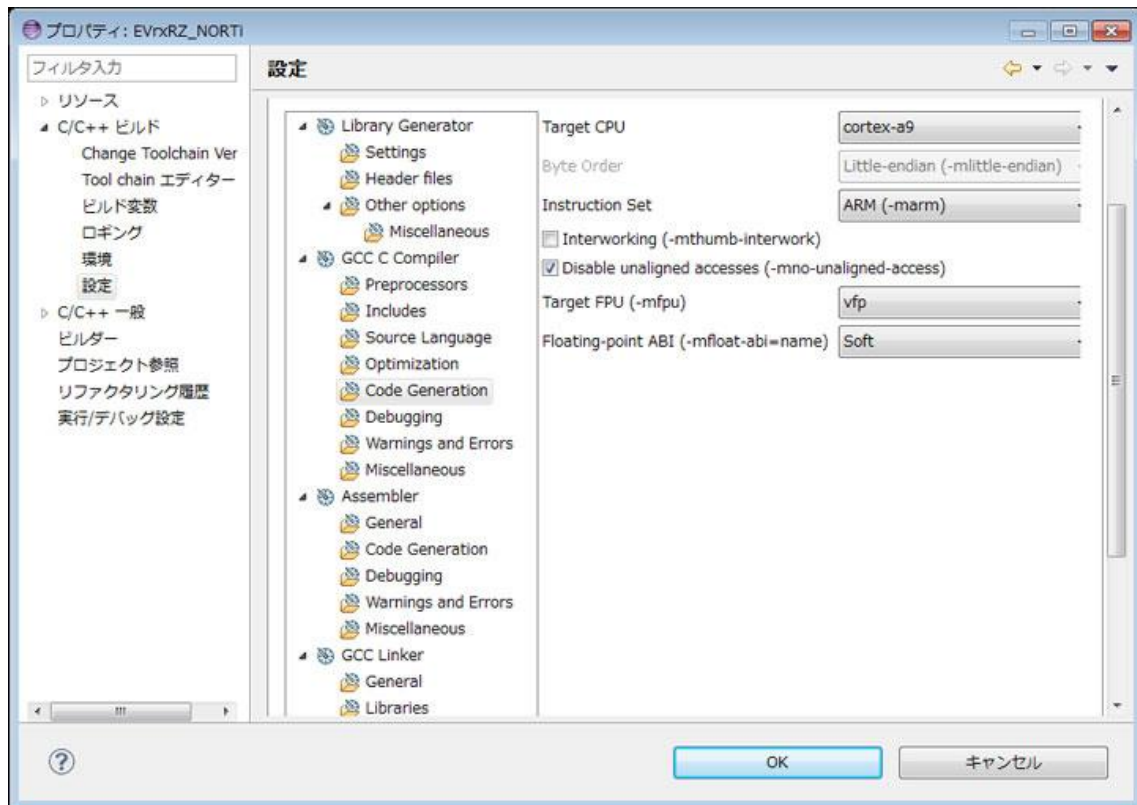 プロパティ: EVrxRZ_NORTi
フィルタ入力
設定
リソース
C/C++ ビルド
Change Toolchain Ver
Tool chain エディター
ビルド変数
ロギング
環境
設定
C/C++ 一般
ビルダー
プロジェクト参照
リファクタリング履歴
実行/デバッグ設定
Library Generator
Settings
Header files
Other options
Miscellaneous
GCC C Compiler
Preprocessors
Includes
Source Language
Optimization
Code Generation
Debugging
Warnings and Errors
Miscellaneous
Assembler
General
Code Generation
Debugging
Warnings and Errors
Miscellaneous
GCC Linker
General
Libraries
Target CPU cortex-a9
Byte Order Little-endian (-mlittle-endian)
Instruction Set ARM (-marm)
Interworking (-mthumb-interwork)
Disable unaligned accesses (-mno-unaligned-access)
Target FPU (-mfpu) vfp
Floating-point ABI (-mfloat-abi=name) Soft
?
OK
キャンセル